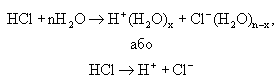 HCl + nH₂O → H⁺(H₂O)ₓ + Cl⁻(H₂O)ₙ₋ₓ,
або
HCl → H⁺ + Cl⁻